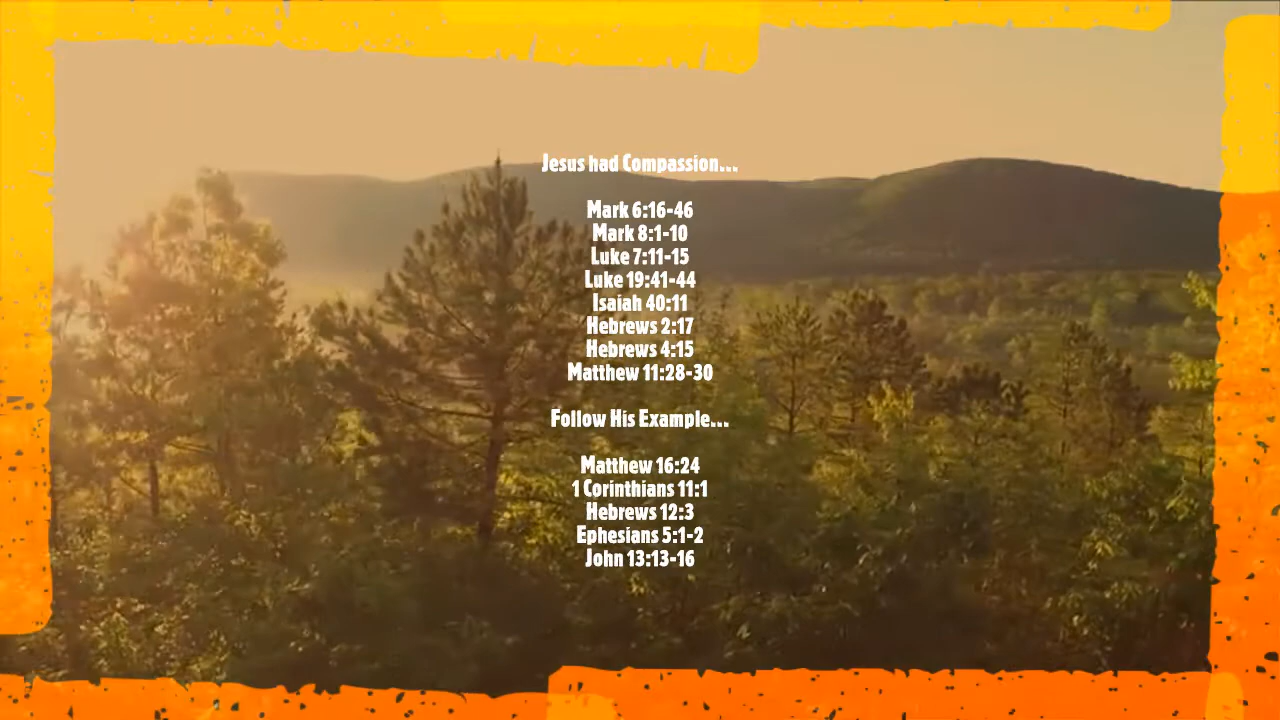 Jesus had Compassion...
Mark 6:16-46
Mark 8:1-10
Luke 7:11-15
Luke 19:41-44
Isaiah 40:11
Hebrews 2:17
Hebrews 4:15
Matthew 11:28-30
Follow His Example...
Matthew 16:24
1 Corinthians 11:1
Hebrews 12:3
Ephesians 5:1-2
John 13:13-16